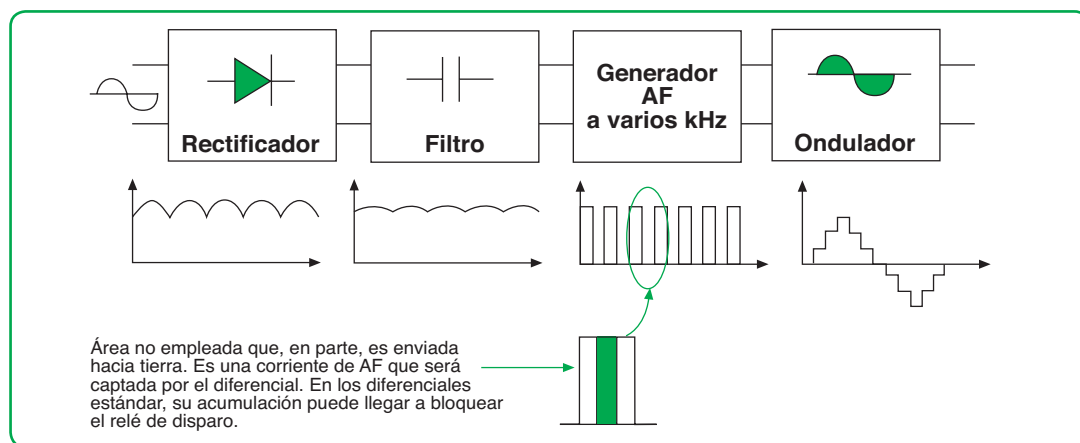 Rectificador
Filtro
Generador
AF
a varios kHz
Ondulador
Área no empleada que, en parte, es enviada
hacia tierra. Es una corriente de AF que será
captada por el diferencial. En los diferenciales
estándar, su acumulación puede llegar a bloquear
el relé de disparo.